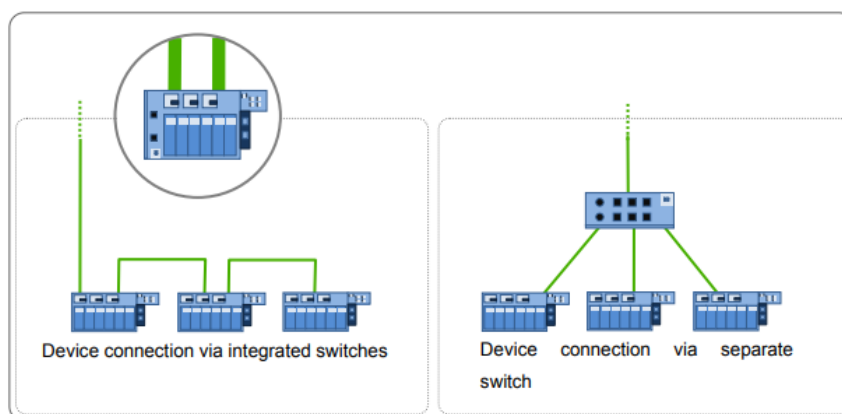 Device connection via integrated switches
Device connection via separate
switch